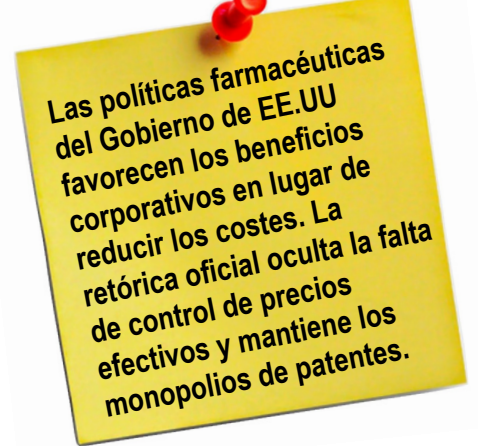 Las políticas farmacéuticas
del Gobierno de EE.UU
favorecen los beneficios
corporativos en lugar de
reducir los costes. La
retórica oficial oculta la falta
de control de precios
efectivos y mantiene los
monopolios de patentes.